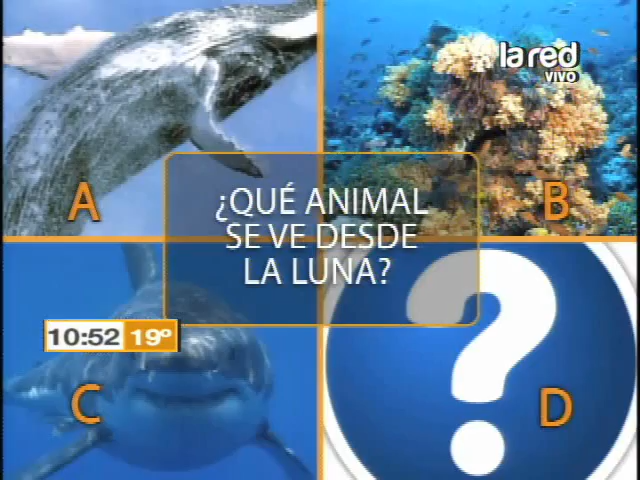 la red
VIVO
A
B
¿QUÉ ANIMAL
SE VE DESDE
LA LUNA?
10:52 19º
C
D
?